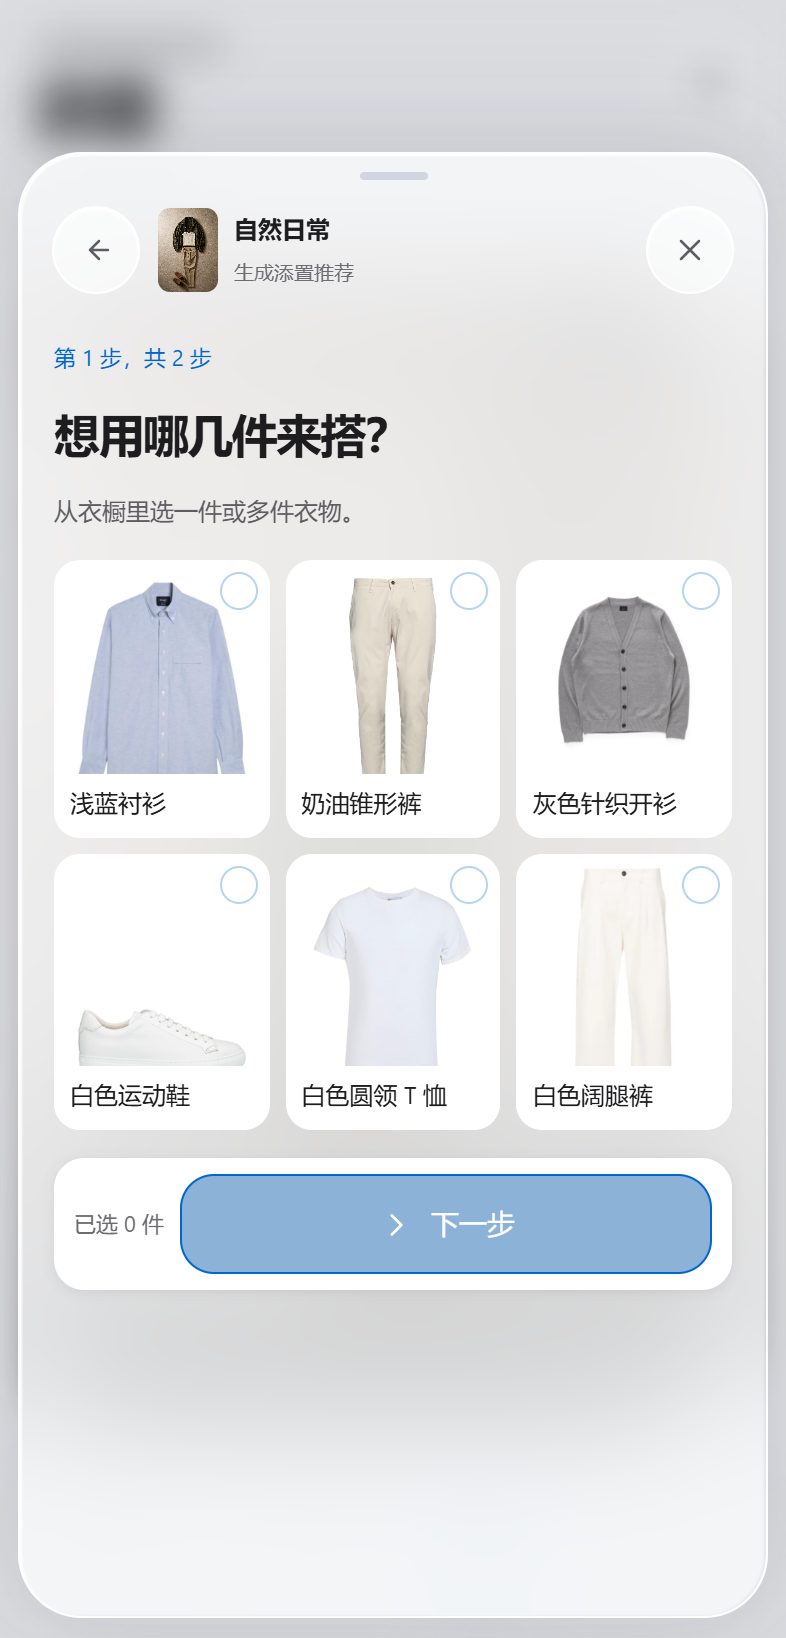 自然日常
生成添置推荐
第 1 步，共 2 步
想用哪几件来搭？
从衣橱里选一件或多件衣物。
浅蓝衬衫
奶油锥形裤
灰色针织开衫
白色运动鞋
白色圆领 T 恤
白色阔腿裤
已选 0 件
下一步